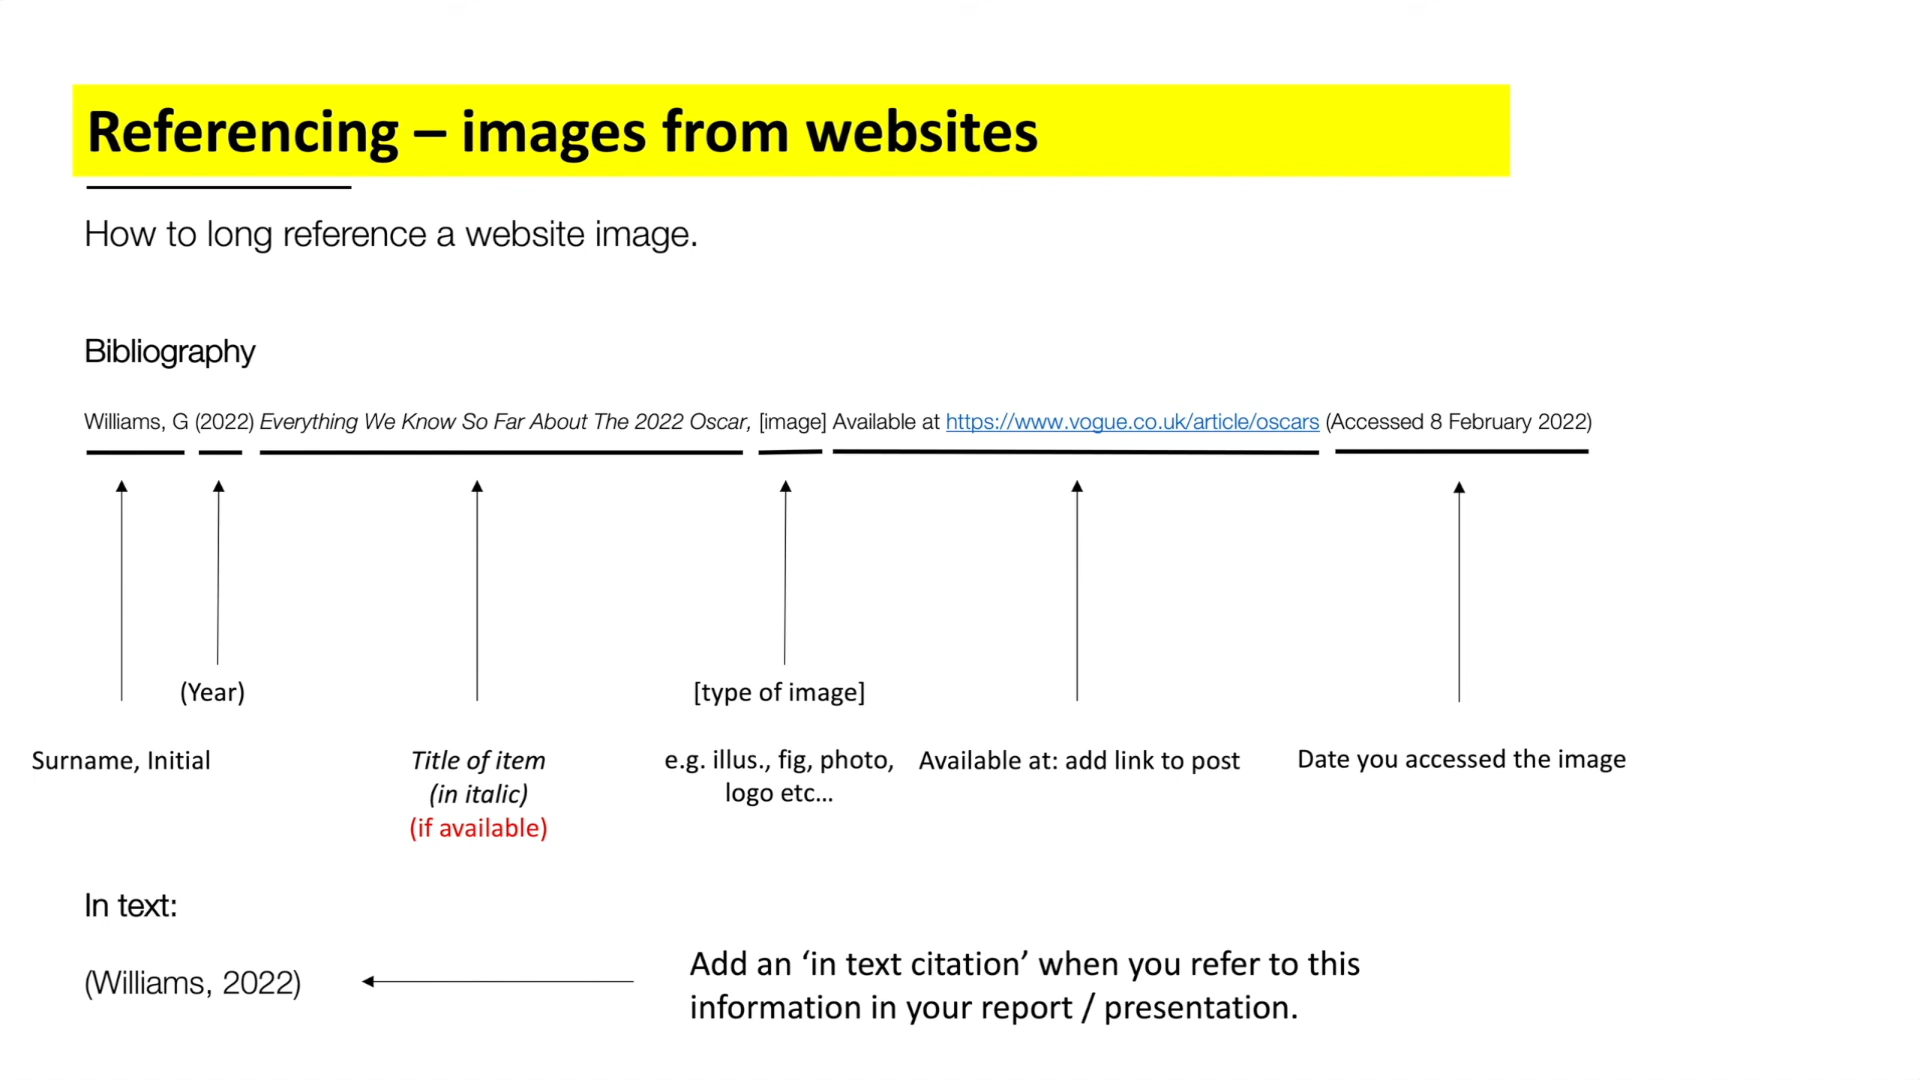 Referencing – images from websites
How to long reference a website image.
Bibliography
Williams, G (2022) Everything We Know So Far About The 2022 Oscar, [image] Available at https://www.vogue.co.uk/article/oscars (Accessed 8 February 2022)
(Year)
[type of image]
Surname, Initial
Title of item
(in italic)
(if available)
e.g. illus., fig, photo,
logo etc…
Available at: add link to post
Date you accessed the image
In text:
(Williams, 2022)
Add an ‘in text citation’ when you refer to this
information in your report / presentation.